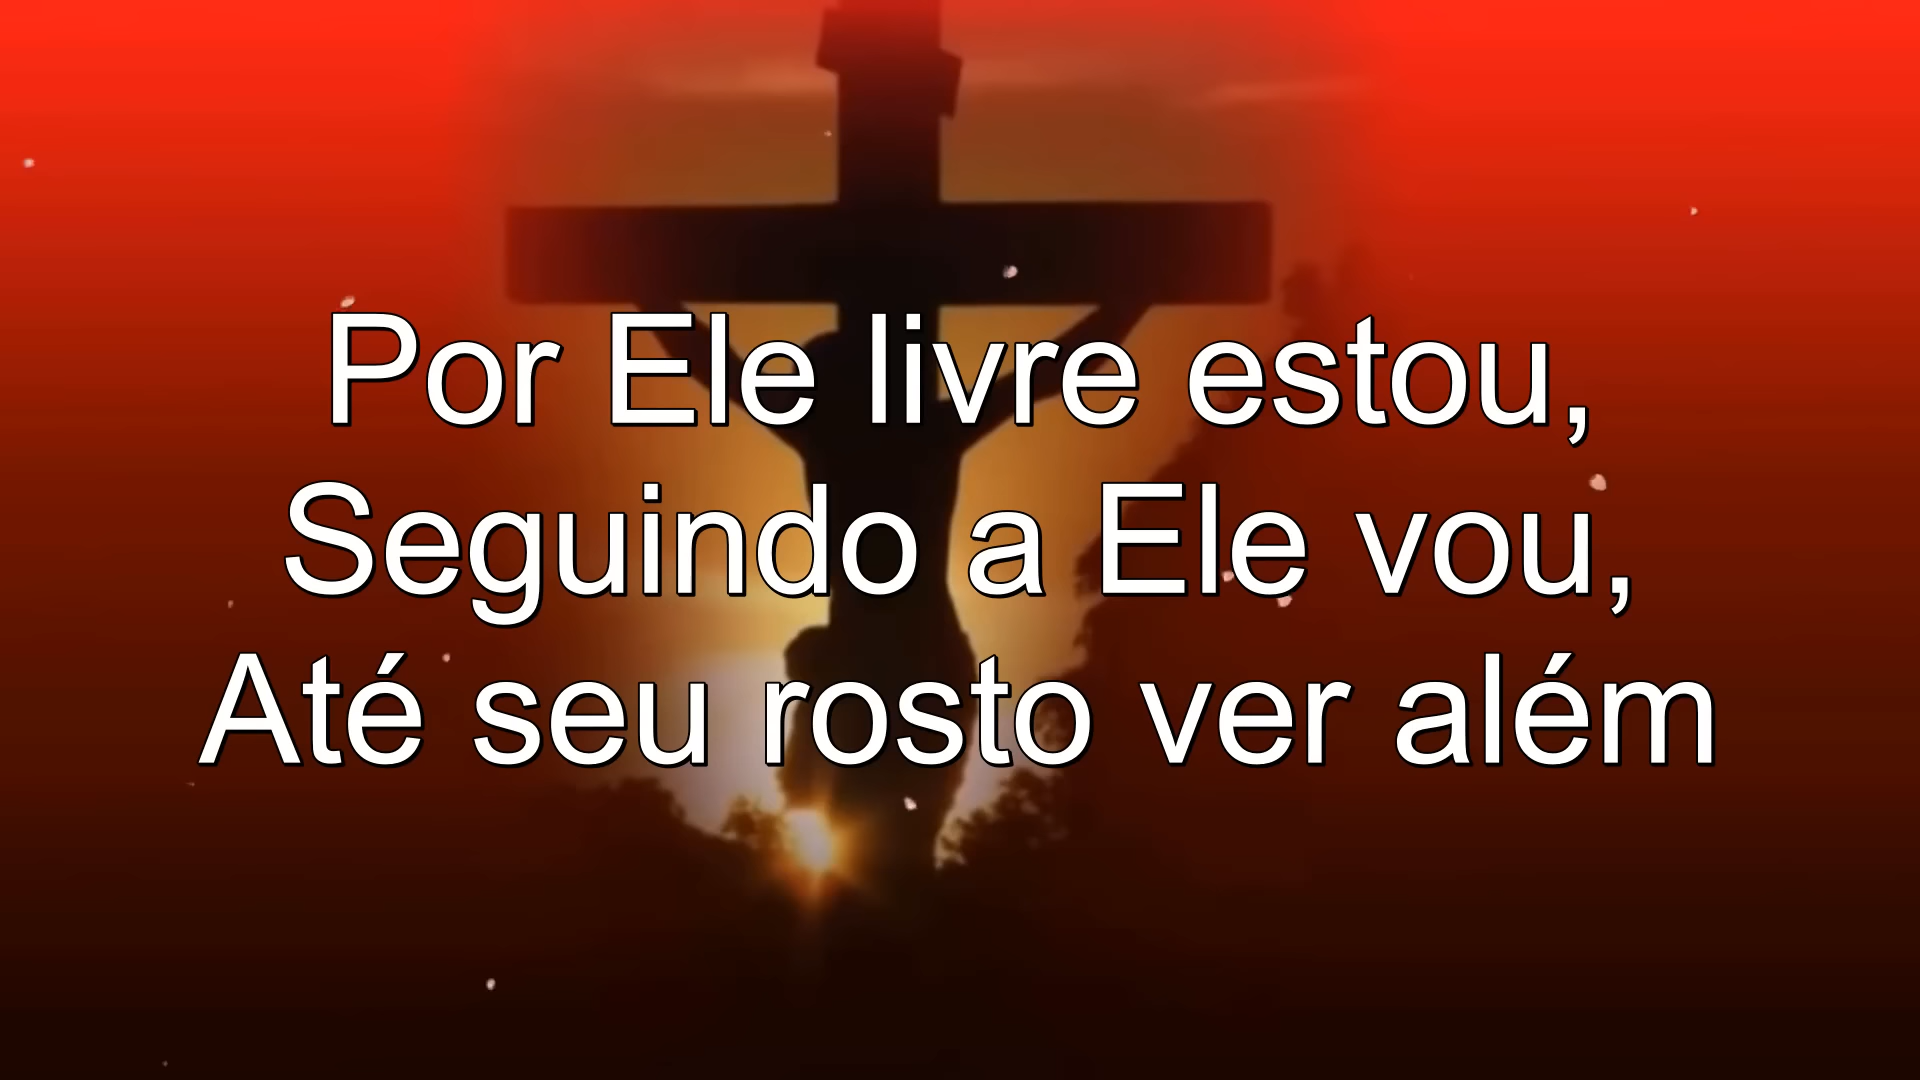 Por Ele livre estou,
Seguindo a Ele vou,
Até seu rosto ver além